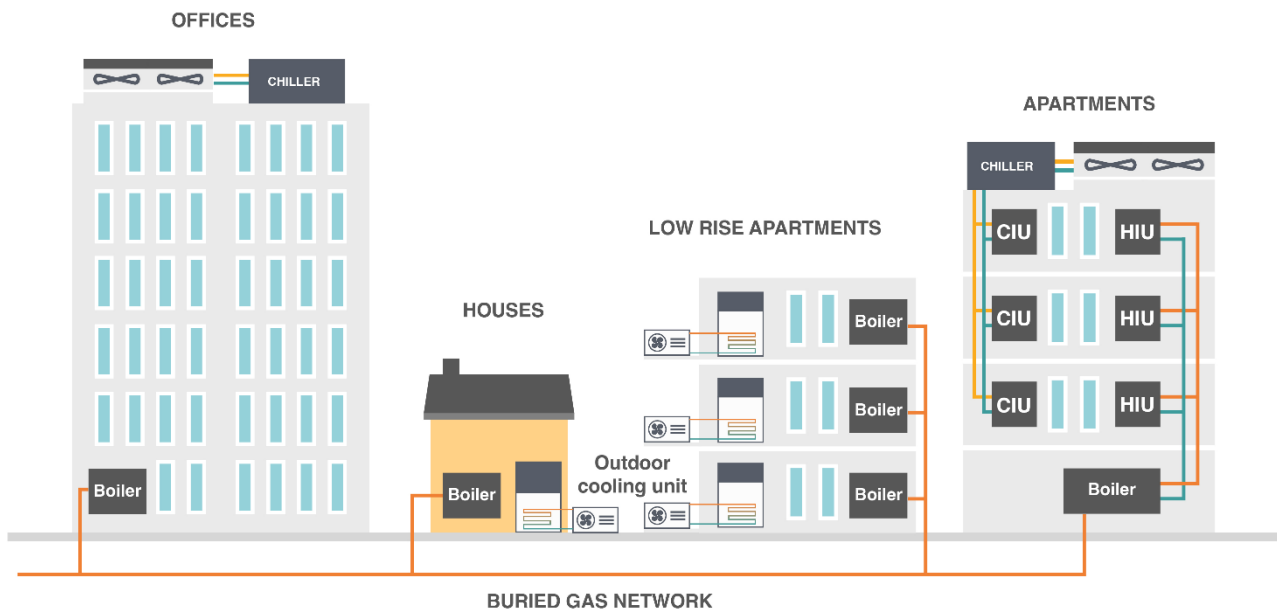 OFFICES
CHILLER
Boiler
HOUSES
Boiler
Outdoor
cooling unit
LOW RISE APARTMENTS
Boiler
Boiler
Boiler
APARTMENTS
CHILLER
CIU
HIU
CIU
HIU
CIU
HIU
Boiler
BURIED GAS NETWORK